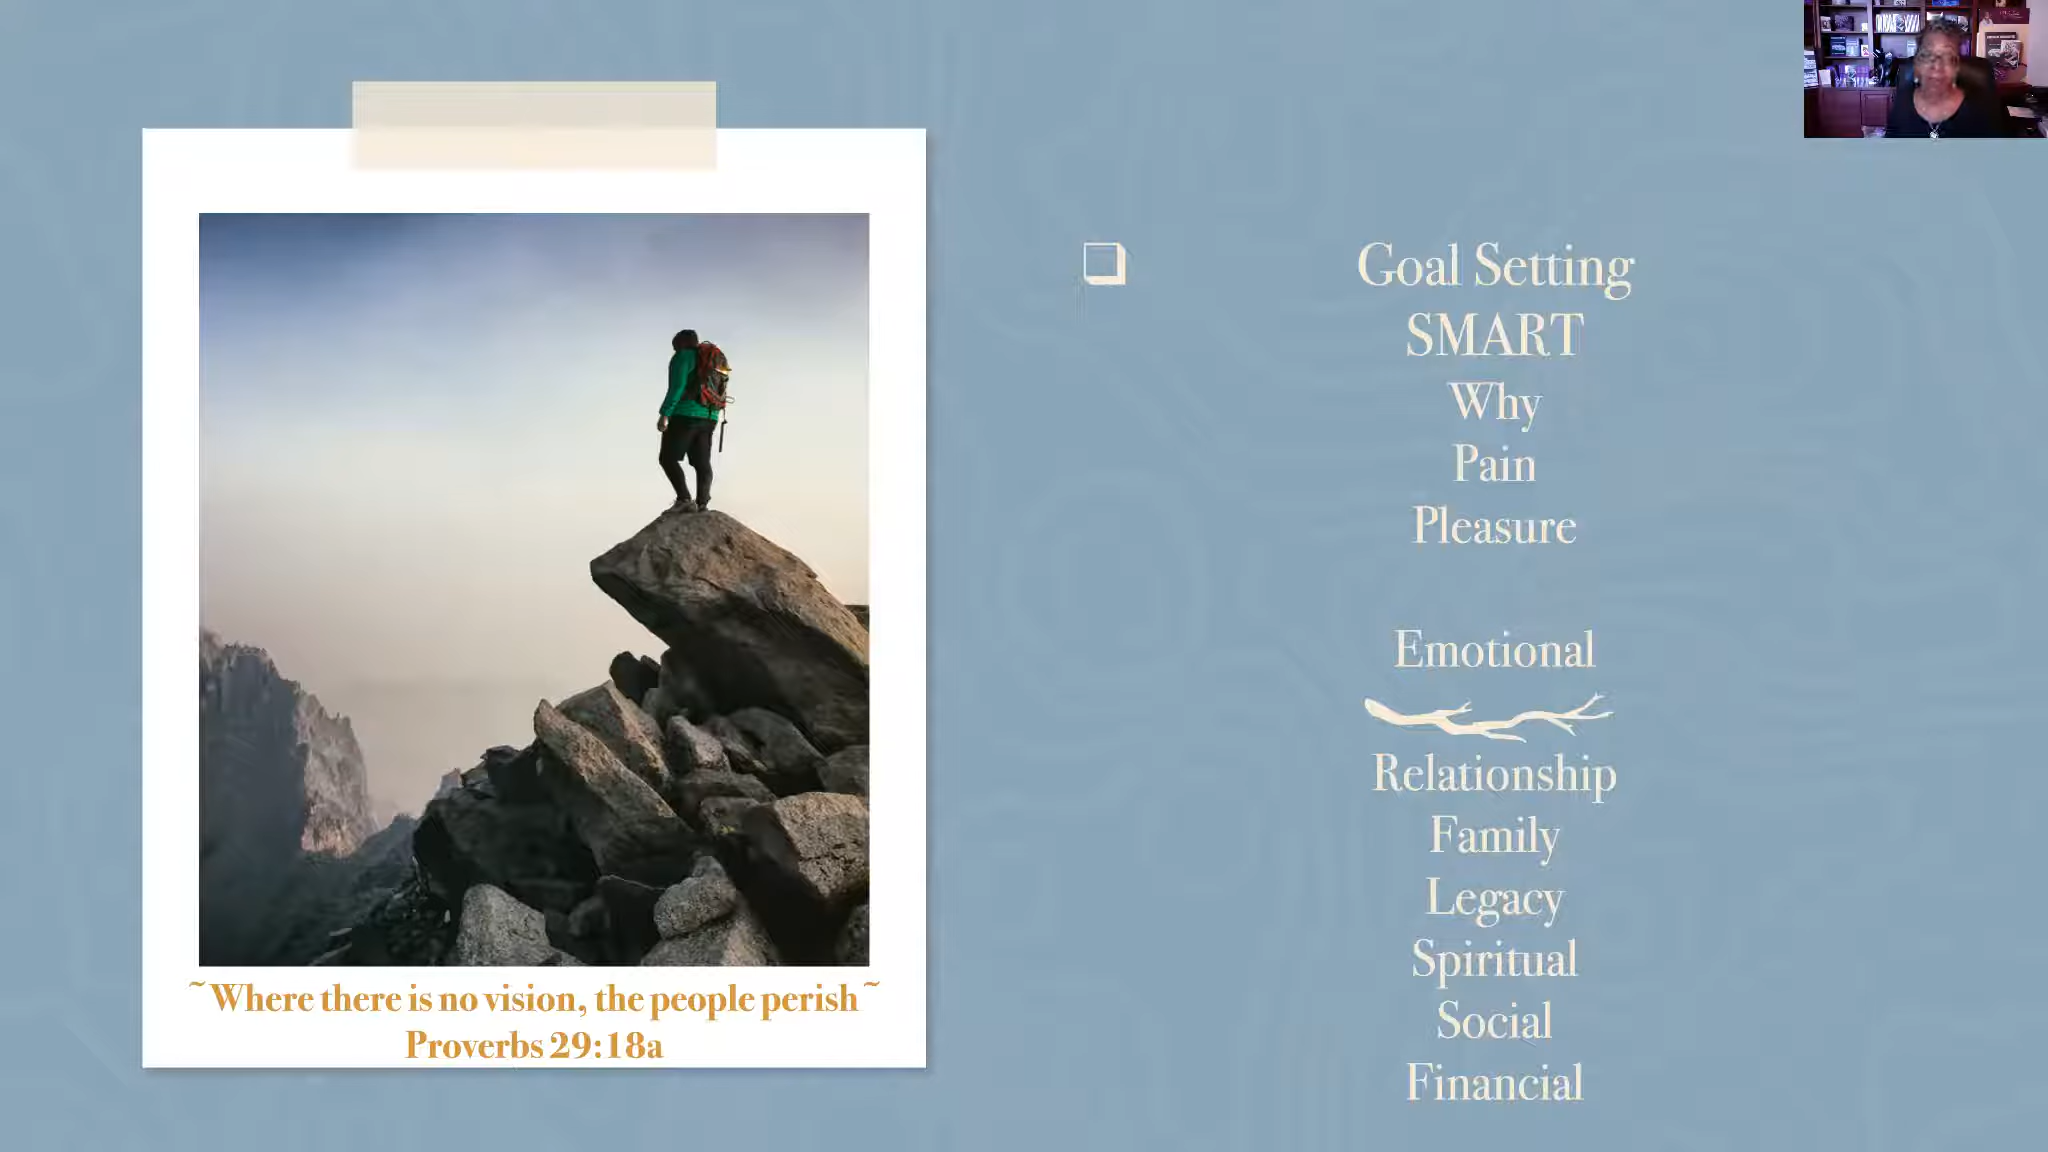 ~Where there is no vision, the people perish~
Proverbs 29:18a
Goal Setting
SMART
Why
Pain
Pleasure
Emotional
Relationship
Family
Legacy
Spiritual
Social
Financial